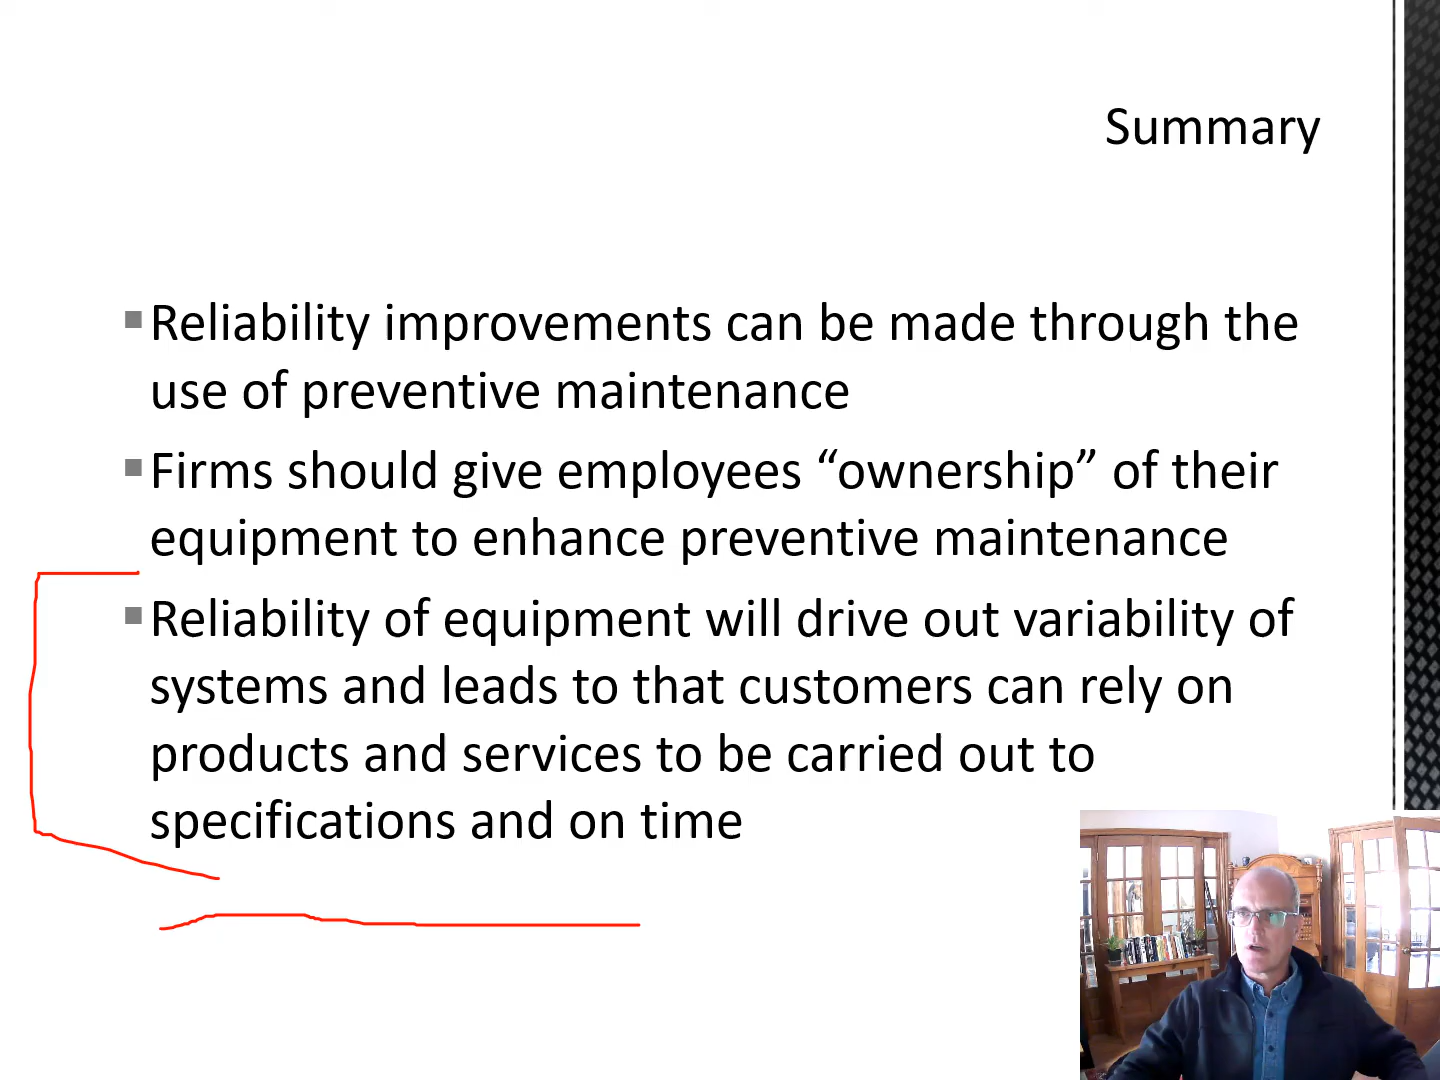 Summary
▪Reliability improvements can be made through the
use of preventive maintenance
▪Firms should give employees “ownership” of their
equipment to enhance preventive maintenance
▪Reliability of equipment will drive out variability of
systems and leads to that customers can rely on
products and services to be carried out to
specifications and on time